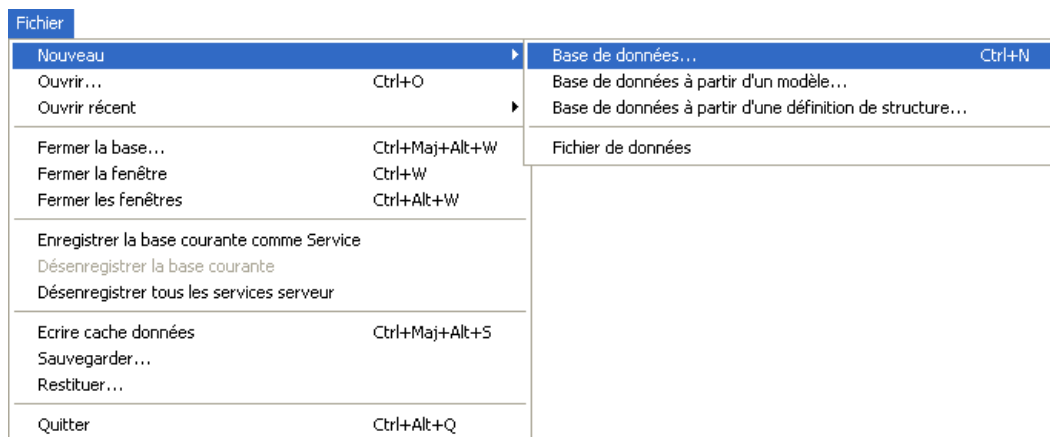 Fichier
Nouveau
Base de données... Ctrl+N
Ouvrir... Ctrl+O
Base de données à partir d'un modèle...
Ouvrir récent
Base de données à partir d'une définition de structure...
Fermer la base... Ctrl+Maj+Alt+W
Fichier de données
Fermer la fenêtre Ctrl+W
Fermer les fenêtres Ctrl+Alt+W
Enregistrer la base courante comme Service
Désenregistrer la base courante
Désenregistrer tous les services serveur
Ecrire cache données Ctrl+Maj+Alt+S
Sauvegarder...
Restituer...
Quitter Ctrl+Alt+Q